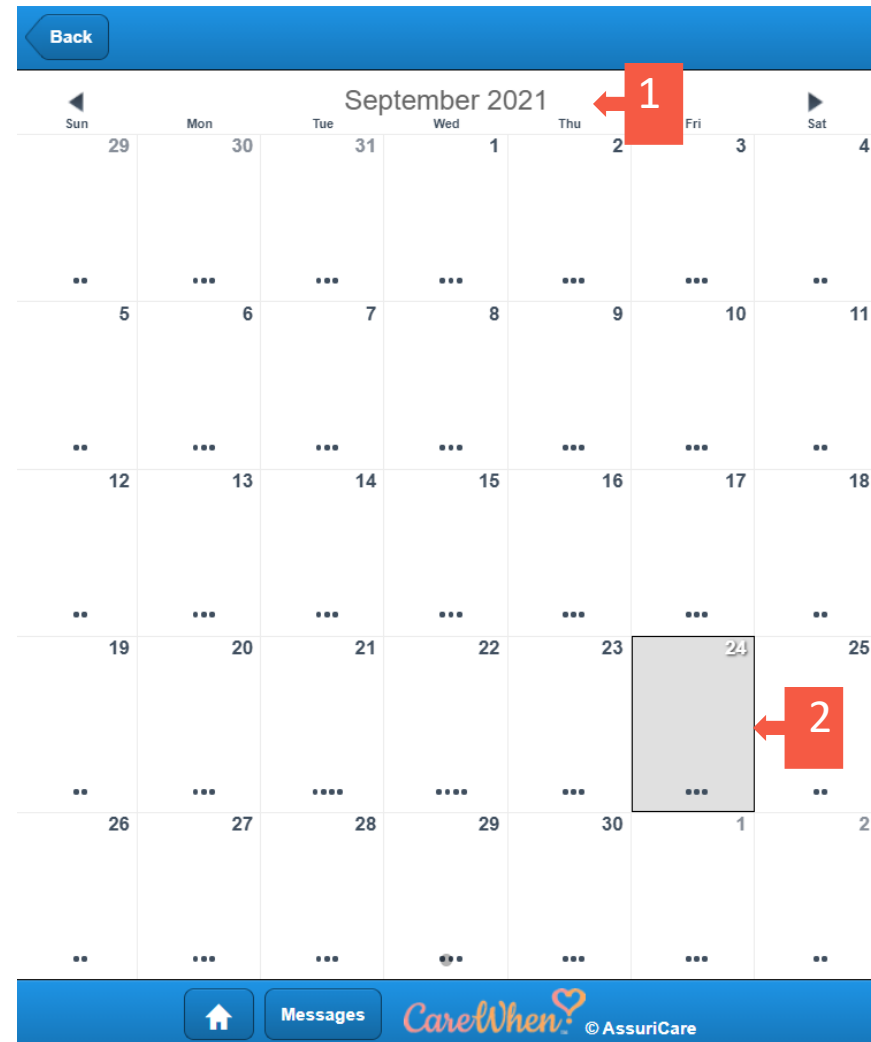 Back
September 2021 1
Sun Mon Tue Wed Thu Fri Sat
29 30 31 1 2 3 4
5 6 7 8 9 10 11
12 13 14 15 16 17 18
19 20 21 22 23 24 25
2
26 27 28 29 30 1 2
Messages CareWhen? © AssuriCare